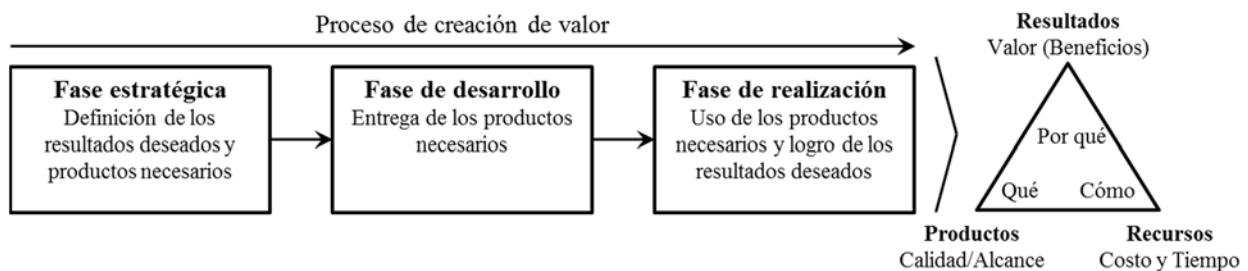 Proceso de creación de valor
Fase estratégica
Definición de los
resultados deseados y
productos necesarios
Fase de desarrollo
Entrega de los productos
necesarios
Fase de realización
Uso de los productos
necesarios y logro de los
resultados deseados
Resultados
Valor (Beneficios)
Por qué
Qué Cómo
Productos
Calidad/Alcance
Recursos
Costo y Tiempo